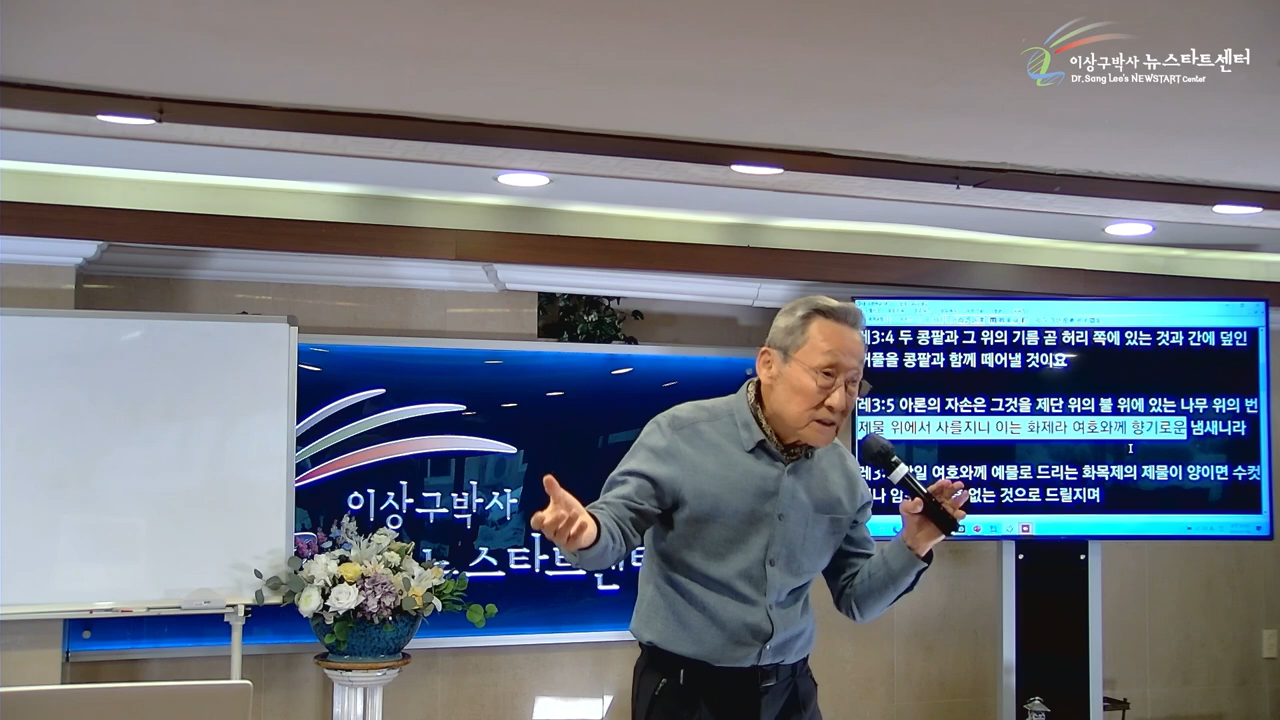 이상구박사 뉴스타트센터
Dr. Sang Lee's NEWSTART Center
이상구박사
뉴스타트센터
레3:4 두 콩팥과 그 위의 기름 곧 허리 쪽에 있는 것과 간에 덮인
꺼풀을 콩팥과 함께 떼어낼 것이요
레3:5 아론의 자손은 그것을 제단 위의 불 위에 있는 나무 위의 번
제물 위에서 사를지니 이는 화제라 여호와께 향기로운 냄새니라
여호와께 예물로 드리는 화목제의 제물이 양이면 수컷
없는 것으로 드릴지며